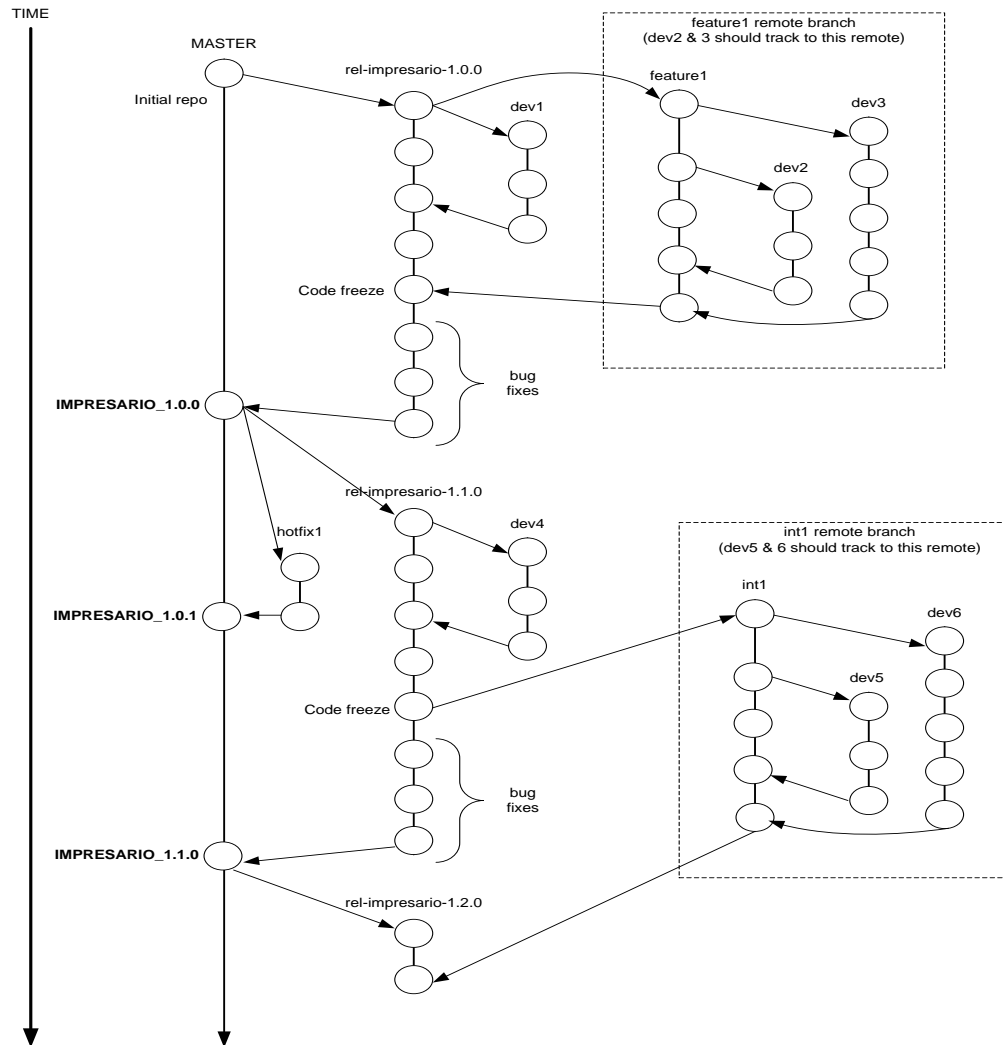 TIME
feature1 remote branch
(dev2 & 3 should track to this remote)
MASTER
rel-impresario-1.0.0
feature1
Initial repo
dev1
dev3
dev2
Code freeze
bug
fixes
IMPRESARIO_1.0.0
rel-impresario-1.1.0
hotfix1
dev4
int1 remote branch
(dev5 & 6 should track to this remote)
int1
IMPRESARIO_1.0.1
dev6
dev5
Code freeze
bug
fixes
IMPRESARIO_1.1.0
rel-impresario-1.2.0